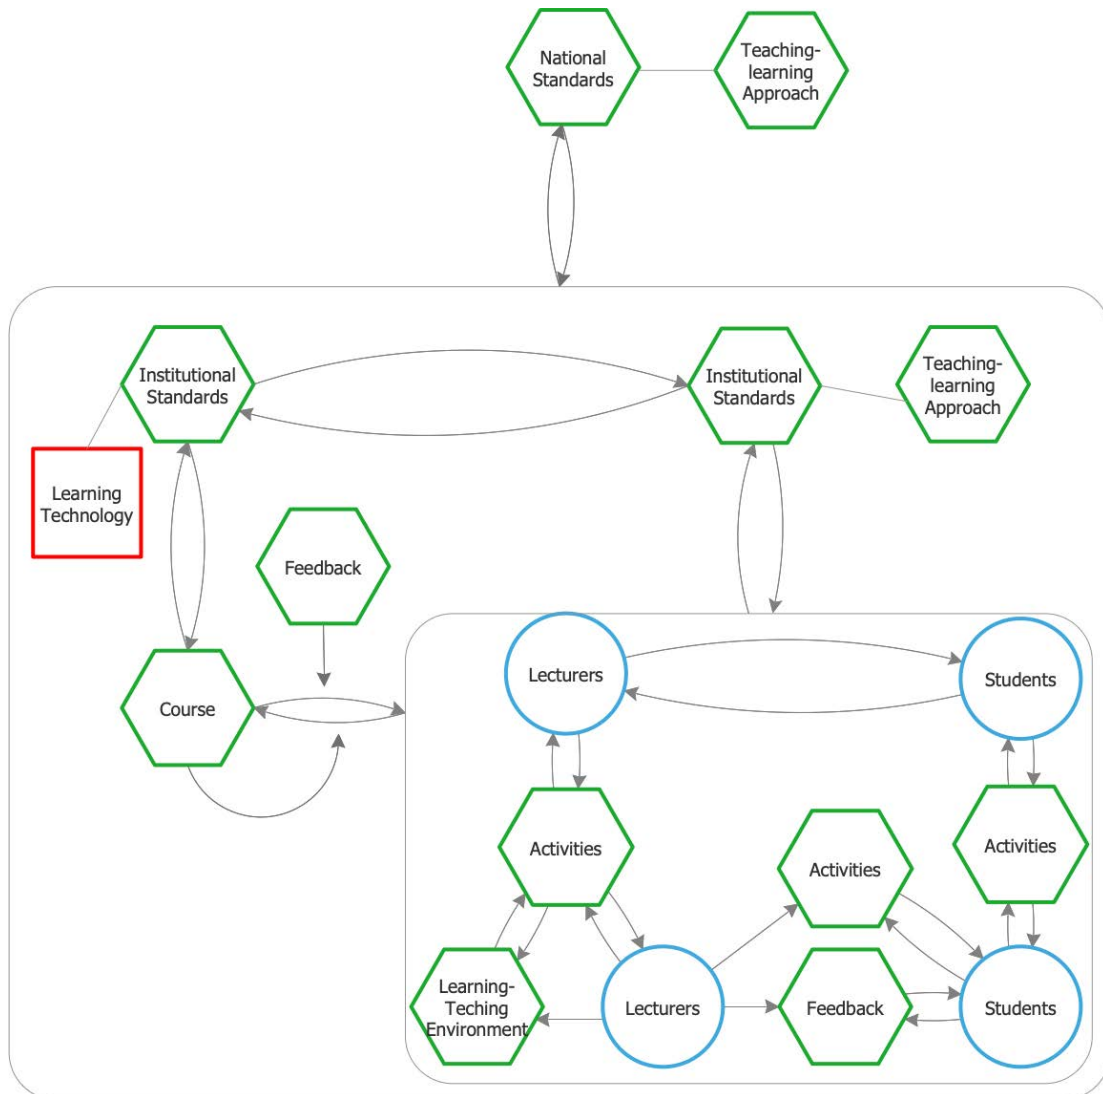 National
Standards
Teaching-
learning
Approach
Institutional
Standards
Institutional
Standards
Teaching-
learning
Approach
Learning
Technology
Feedback
Course
Lecturers
Students
Activities
Activities
Activities
Learning-
Teching
Environment
Lecturers
Feedback
Students